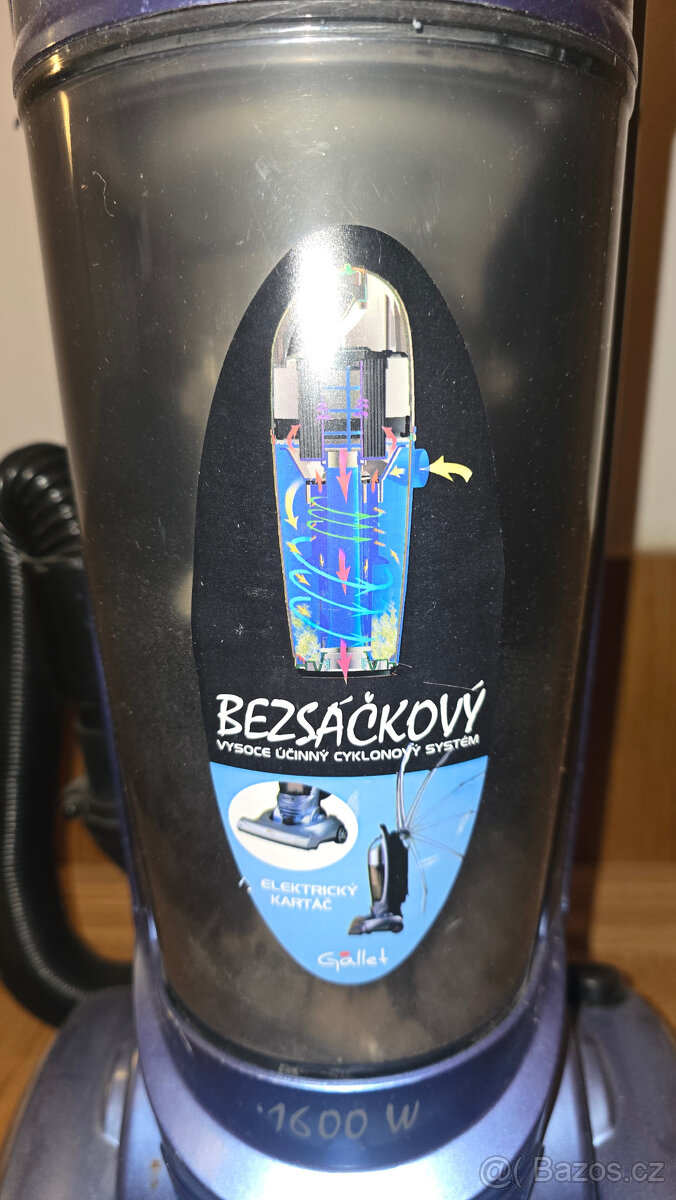 BEZSÁČKOVÝ
VYSOCE ÚČINNÝ CYKLONOVÝ SYSTÉM
ELEKTRICKÝ
KARTÁČ
Gallet
1600 W
@( Bazos.cz